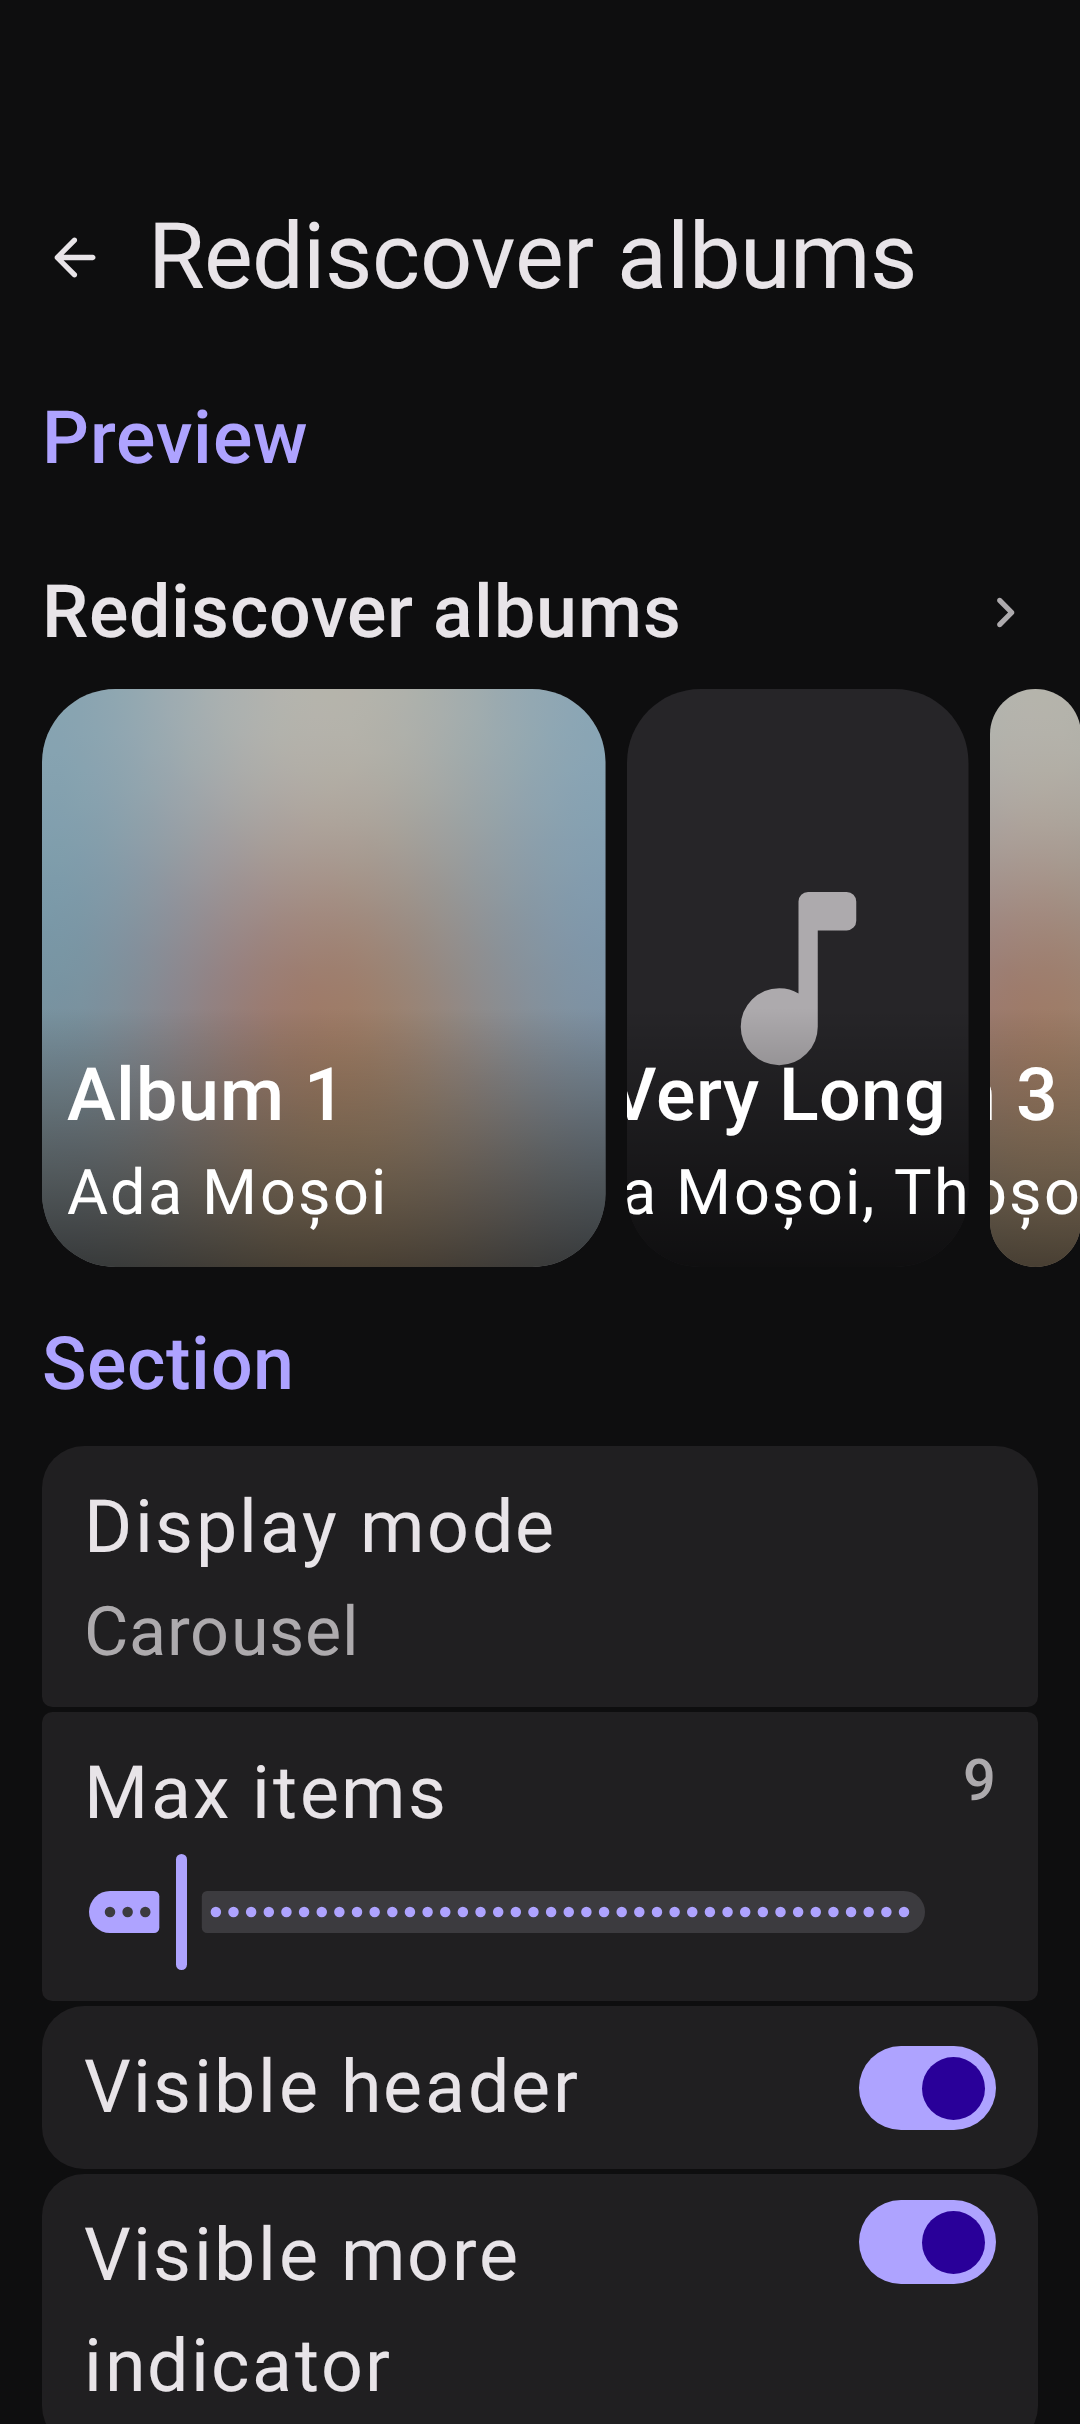 Rediscover albums
Preview
Rediscover albums
Album 1
Ada Moșoi
Very Long
a Moșoi, Th
3
oșo
Section
Display mode
Carousel
Max items
9
Visible header
Visible more
indicator